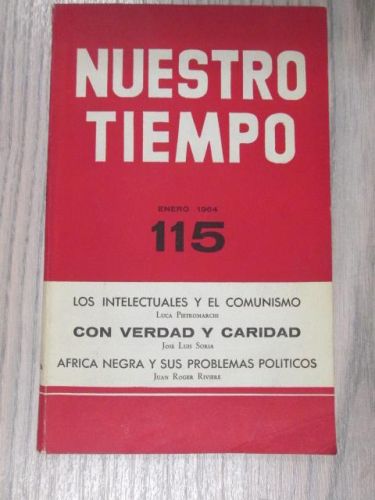 NUESTRO
TIEMPO
ENERO 1964
115
LOS INTELECTUALES Y EL COMUNISMO
Luca Pietromarchi
CON VERDAD Y CARIDAD
Jose Luis Soria
AFRICA NEGRA Y SUS PROBLEMAS POLITICOS
Juan Roger Riviere